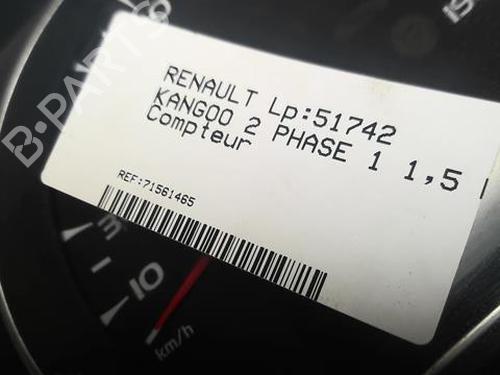 RENAULT Lp:51742
KANGOO 2 PHASE 1 1,5
Compteur
REF:71561465
B-PARTS
10
km/h